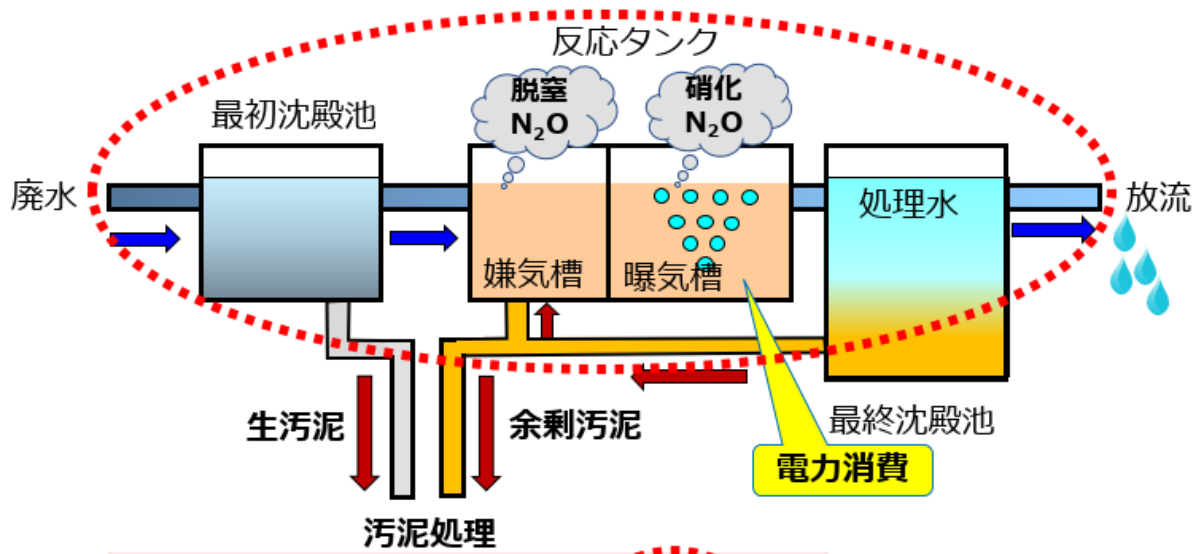 反応タンク
脱窒
N₂O
硝化
N₂O
最初沈殿池
廃水
放流
処理水
嫌気槽
曝気槽
生汚泥
余剰汚泥
最終沈殿池
電力消費
汚泥処理